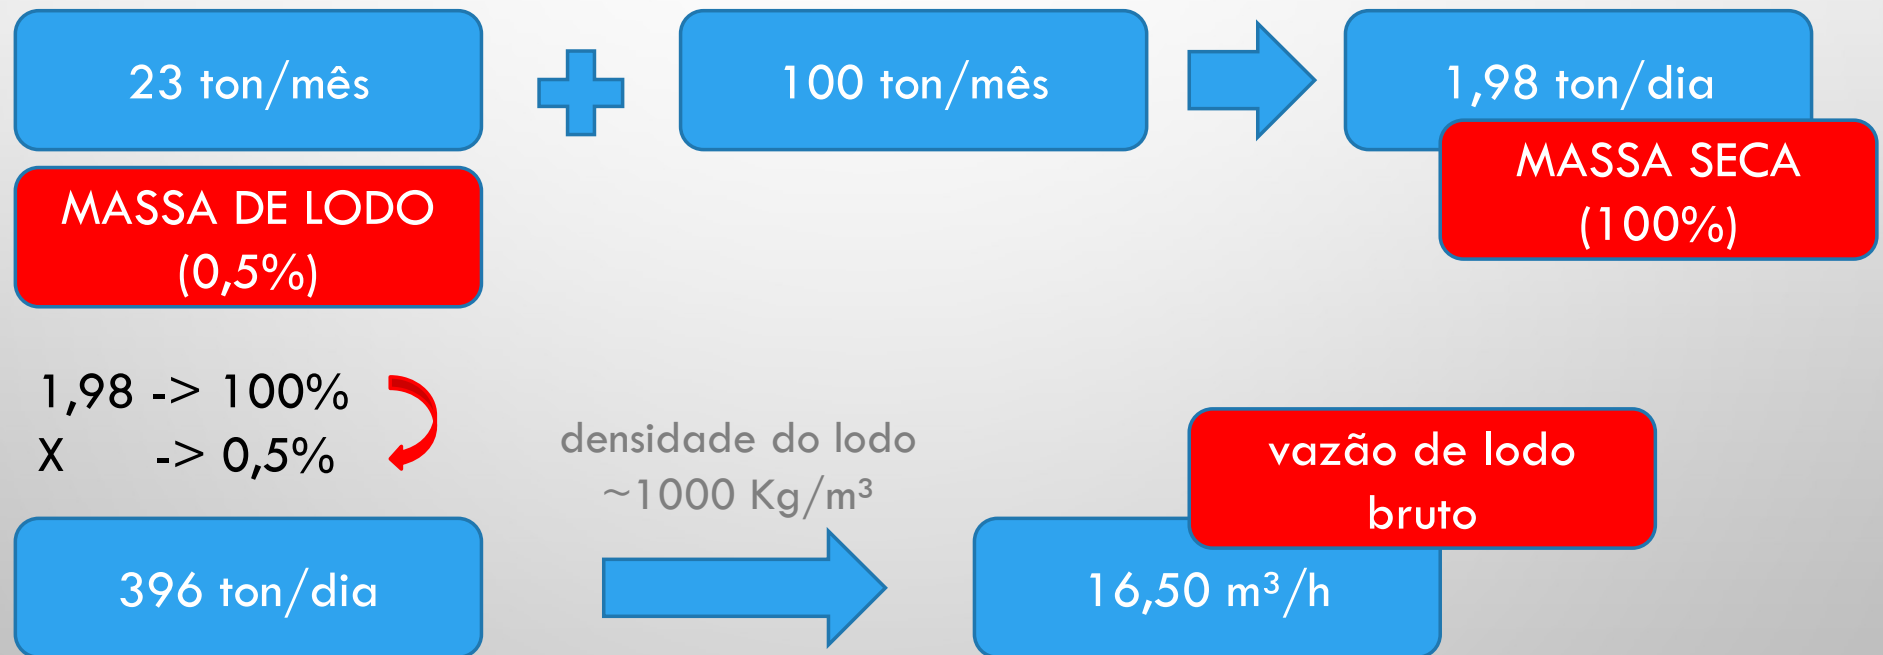 23 ton/mês
100 ton/mês
1,98 ton/dia
MASSA DE LODO
(0,5%)
MASSA SECA
(100%)
1,98 -> 100%
X -> 0,5%
densidade do lodo
~1000 Kg/m³
vazão de lodo
bruto
396 ton/dia
16,50 m³/h